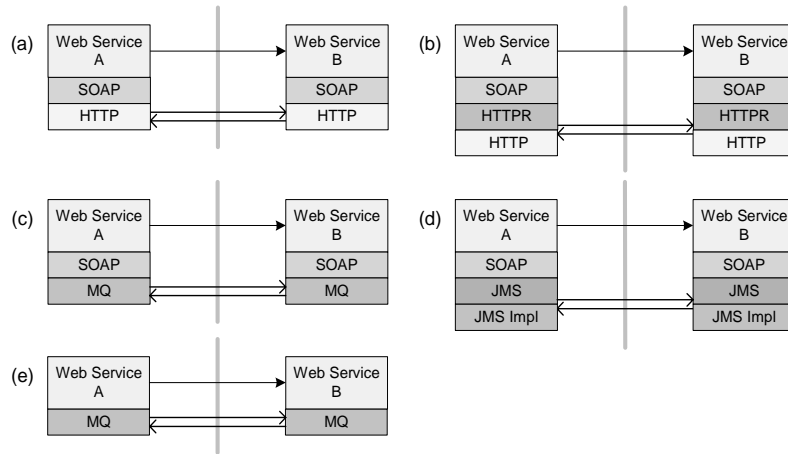 (a)
Web Service
A
SOAP
HTTP
Web Service
B
SOAP
HTTP
(b)
Web Service
A
SOAP
HTTPR
HTTP
Web Service
B
SOAP
HTTPR
HTTP
(c)
Web Service
A
SOAP
MQ
Web Service
B
SOAP
MQ
(d)
Web Service
A
SOAP
JMS
JMS Impl
Web Service
B
SOAP
JMS
JMS Impl
(e)
Web Service
A
MQ
Web Service
B
MQ